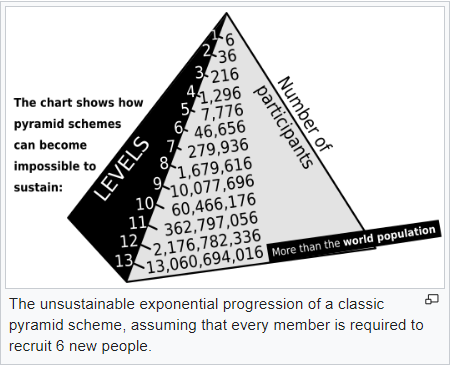 The chart shows how
pyramid schemes
can become
impossible to
sustain:
LEVELS
Number of
participants
1 6
2 36
3 216
4 1,296
5 7,776
6 46,656
7 279,936
8 1,679,616
9 10,077,696
10 60,466,176
11 362,797,056
12 2,176,782,336
13 13,060,694,016
More than the world population
The unsustainable exponential progression of a classic
pyramid scheme, assuming that every member is required to
recruit 6 new people.